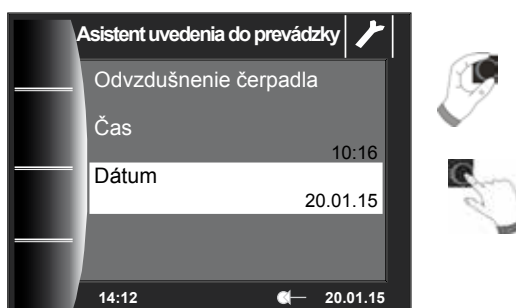 Asistent uvedenia do prevádzky
Odvzdušnenie čerpadla
Čas
10:16
Dátum
20.01.15
14:12 20.01.15